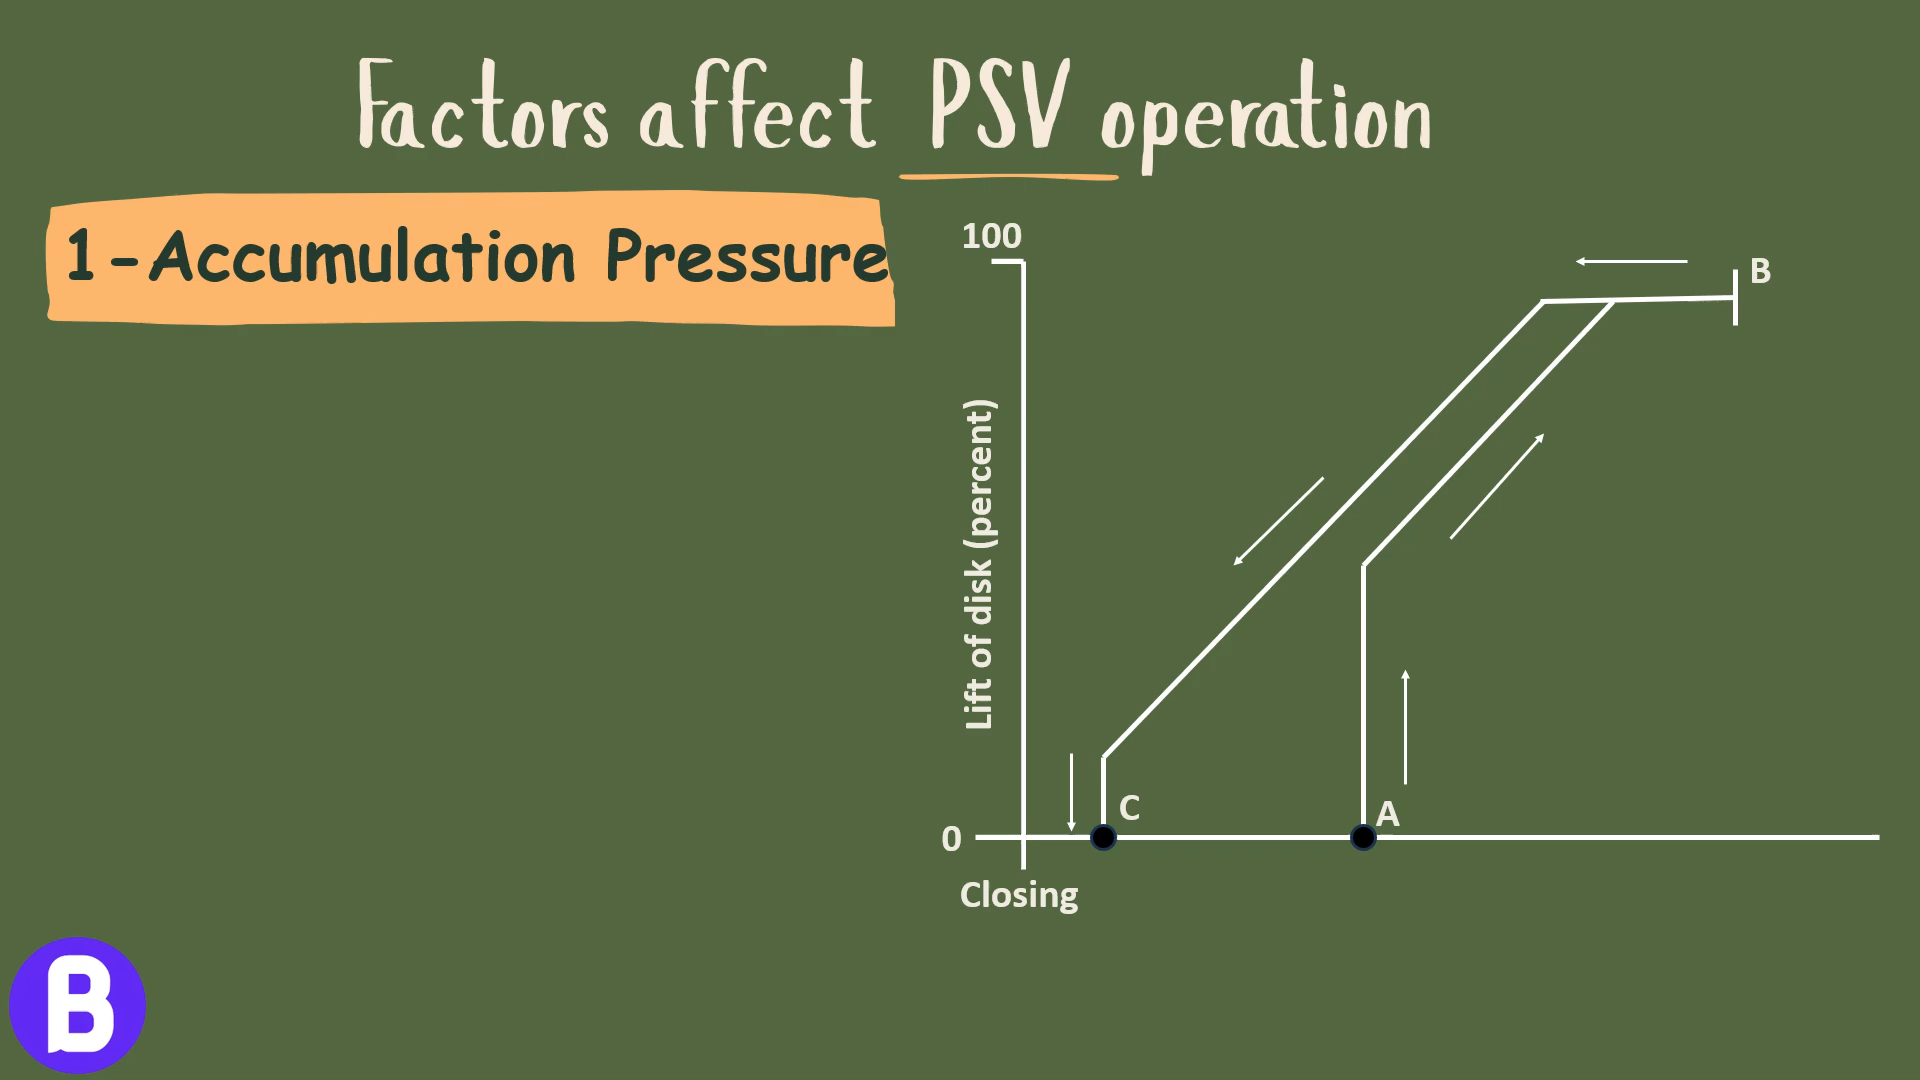 Factors affect PSV operation
1-Accumulation Pressure
100
B
Lift of disk (percent)
C
A
0
Closing
B